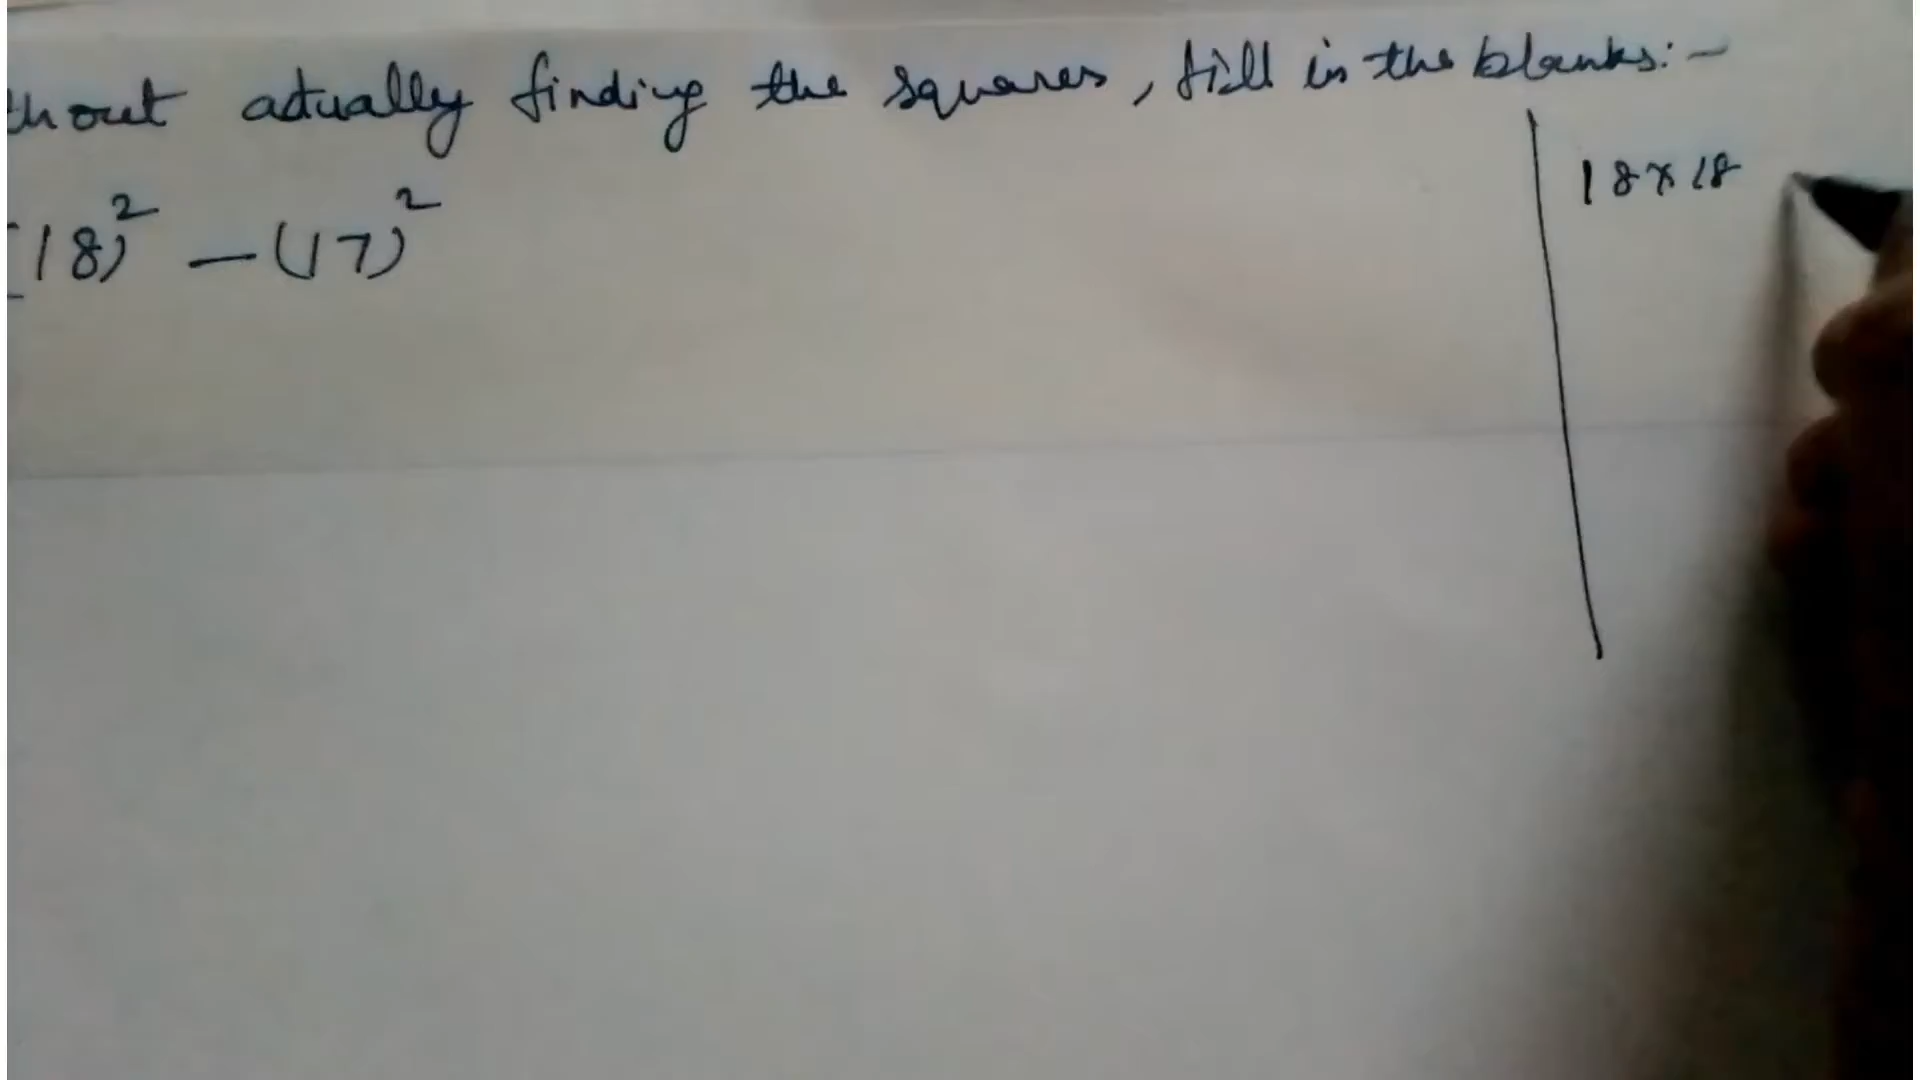 thout actually finding the squares, fill in the blanks:-
(18)² - (17)²
18×18